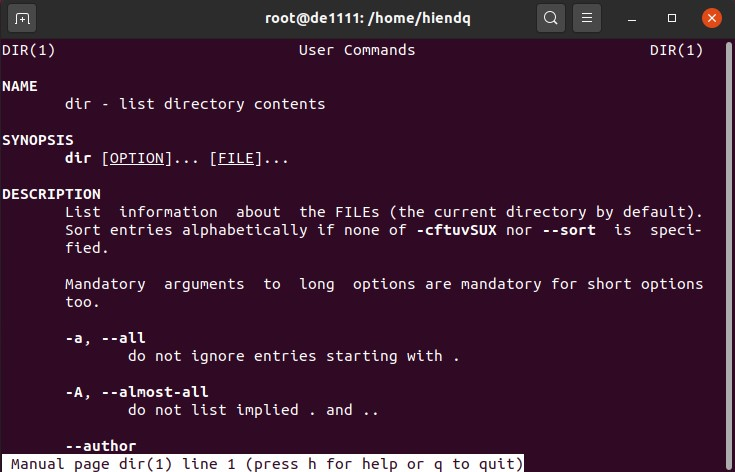 root@de1111: /home/hiendq
DIR(1) User Commands DIR(1)
NAME
dir - list directory contents
SYNOPSIS
dir [OPTION]... [FILE]...
DESCRIPTION
List information about the FILEs (the current directory by default).
Sort entries alphabetically if none of -cftuvSUX nor --sort is speci-
fied.
Mandatory arguments to long options are mandatory for short options
too.
-a, --all
do not ignore entries starting with .
-A, --almost-all
do not list implied . and ..
--author
Manual page dir(1) line 1 (press h for help or q to quit)